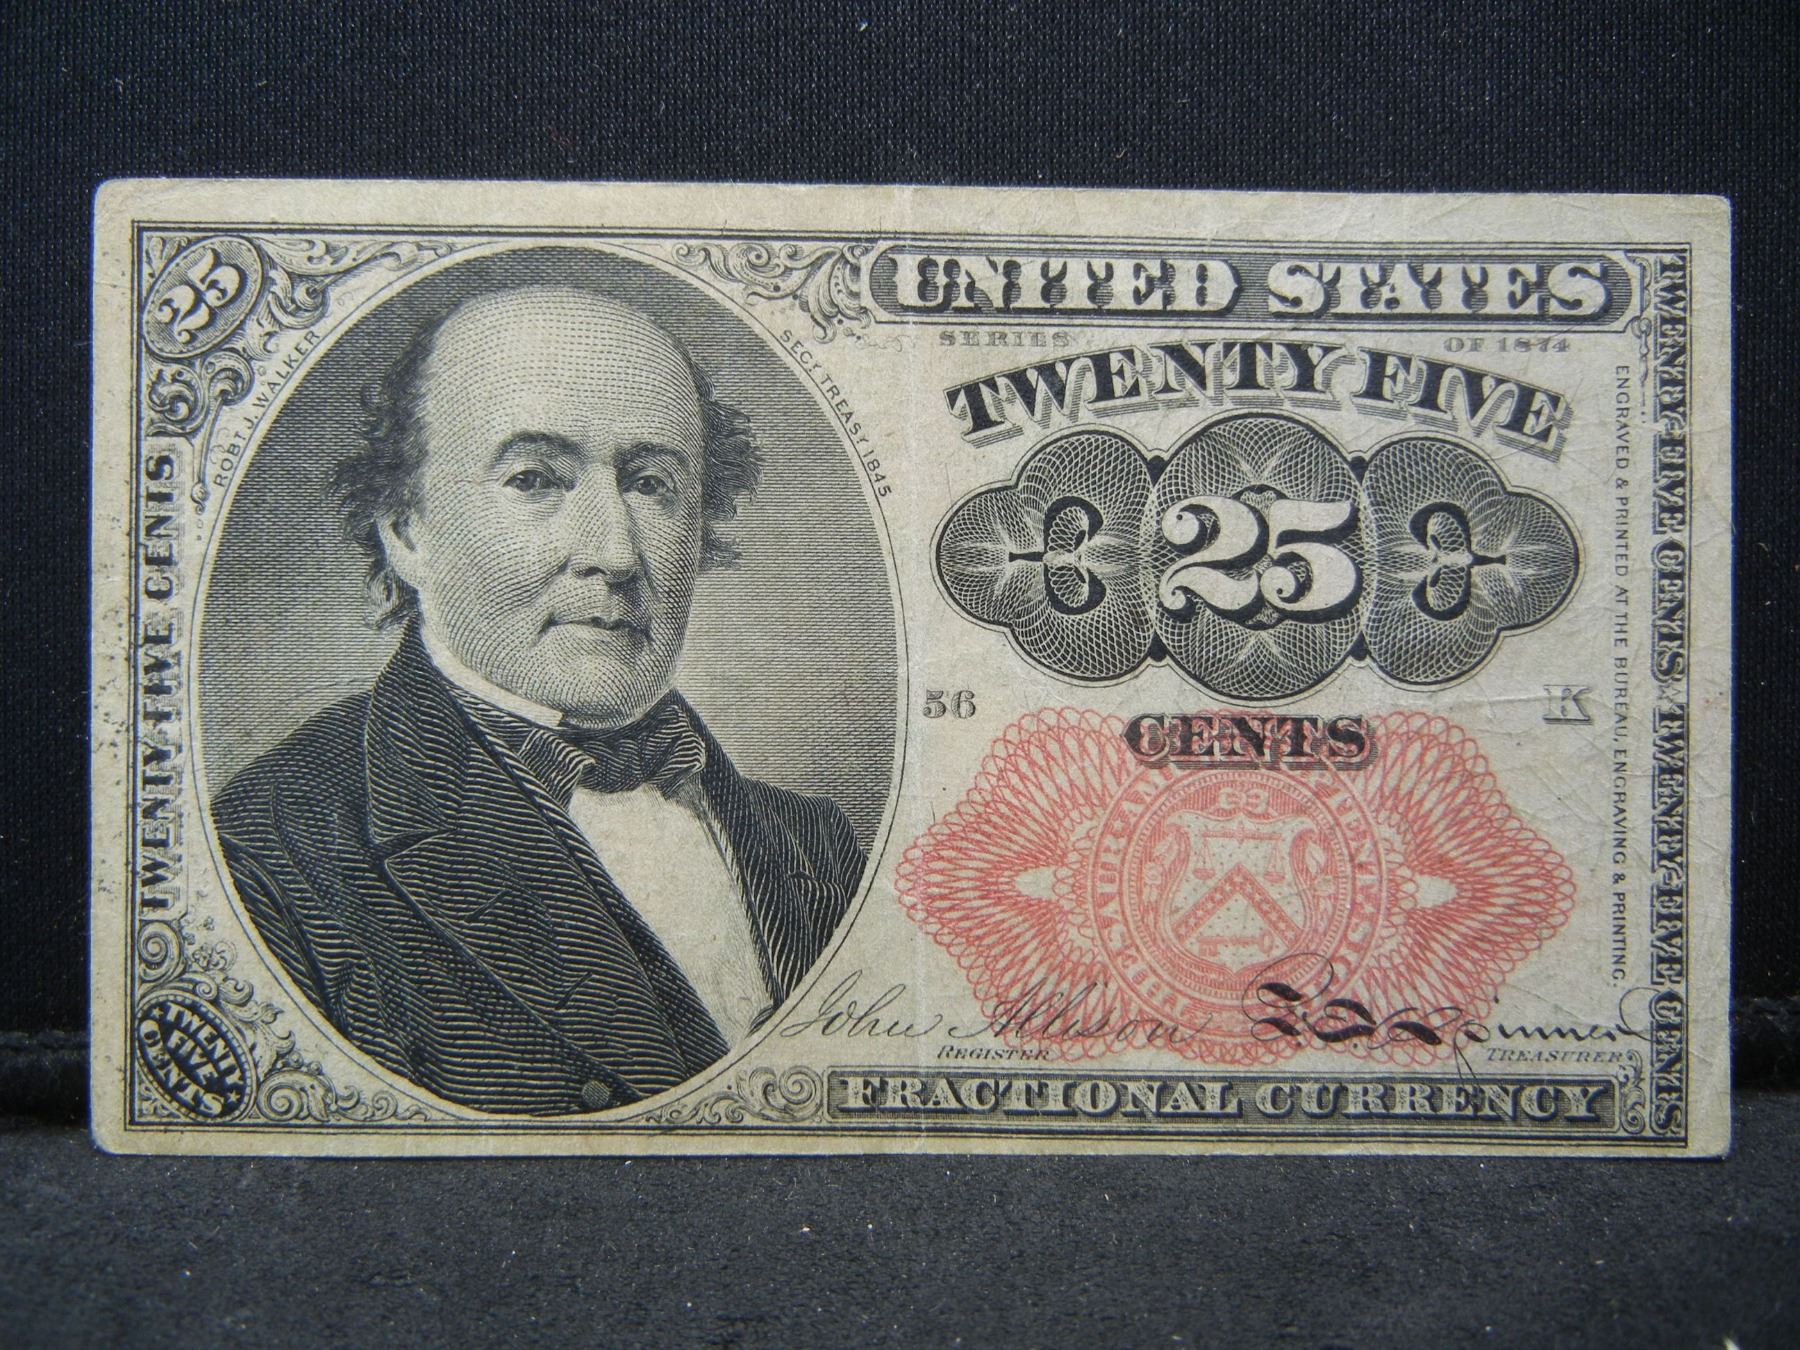 25
ROBT J. WALKER
SECY TREASY 1845
TWENTY FIVE CENTS
TWENTY FIVE CENTS
UNITED STATES
SERIES OF 1874
TWENTY FIVE
25
CENTS
56 K
John Allison
REGISTER
F. E. Spinner
TREASURER
FRACTIONAL CURRENCY
ENGRAVED & PRINTED AT THE BUREAU, ENGRAVING & PRINTING.
TWENTY FIVE CENTS TWENTY FIVE CENTS